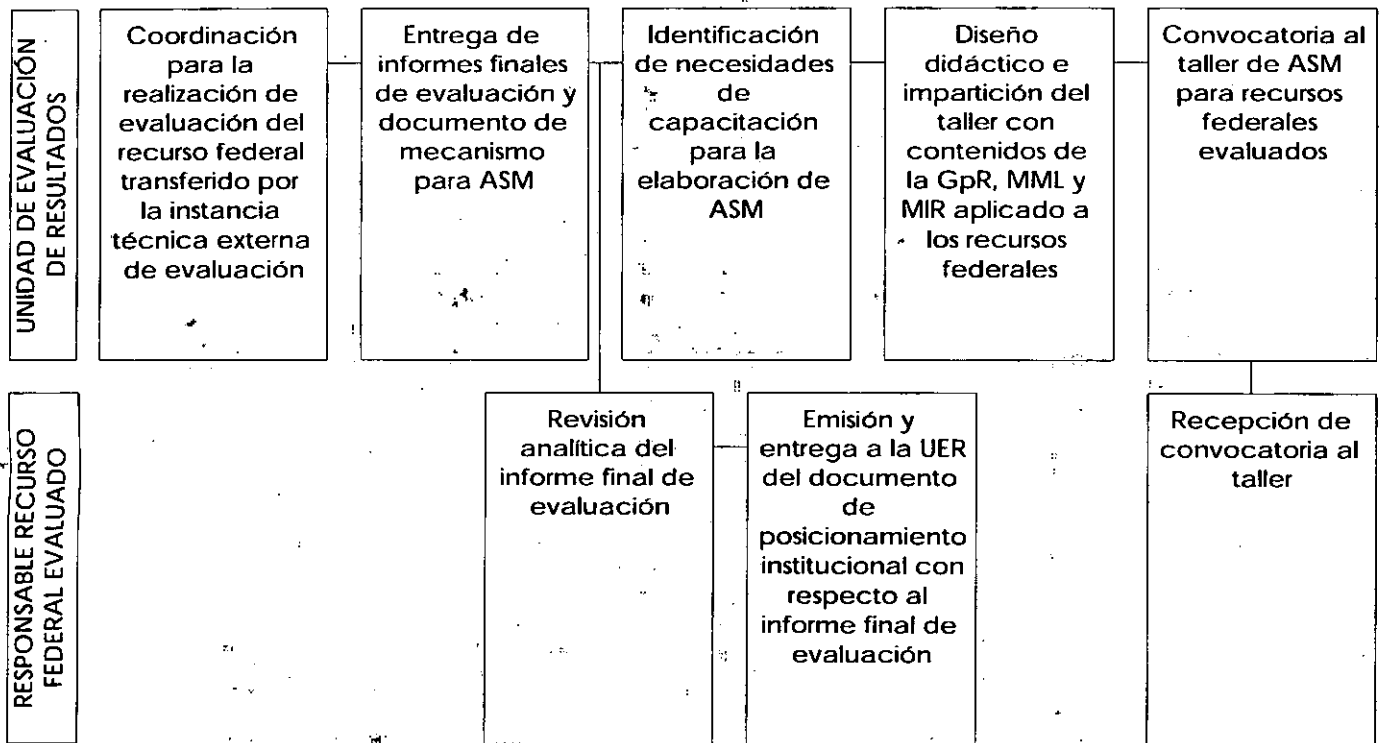 UNIDAD DE EVALUACIÓN
DE RESULTADOS
Coordinación
para la
realización de
evaluación del
recurso federal
transferido por
la instancia
técnica externa
de evaluación
Entrega de
informes finales
de evaluación y
documento de
mecanismo
para ASM
Identificación
de necesidades
de
capacitación
para la
elaboración de
ASM
Diseño
didáctico e
impartición del
taller con
contenidos de
la GpR, MML y
MIR aplicado a
los recursos
federales
Convocatoria al
taller de ASM
para recursos
federales
evaluados
RESPONSABLE RECURSO
FEDERAL EVALUADO
Revisión
analítica del
informe final de
evaluación
Emisión y
entrega a la UER
del documento
de
posicionamiento
institucional con
respecto al
informe final de
evaluación
Recepción de
convocatoria al
taller